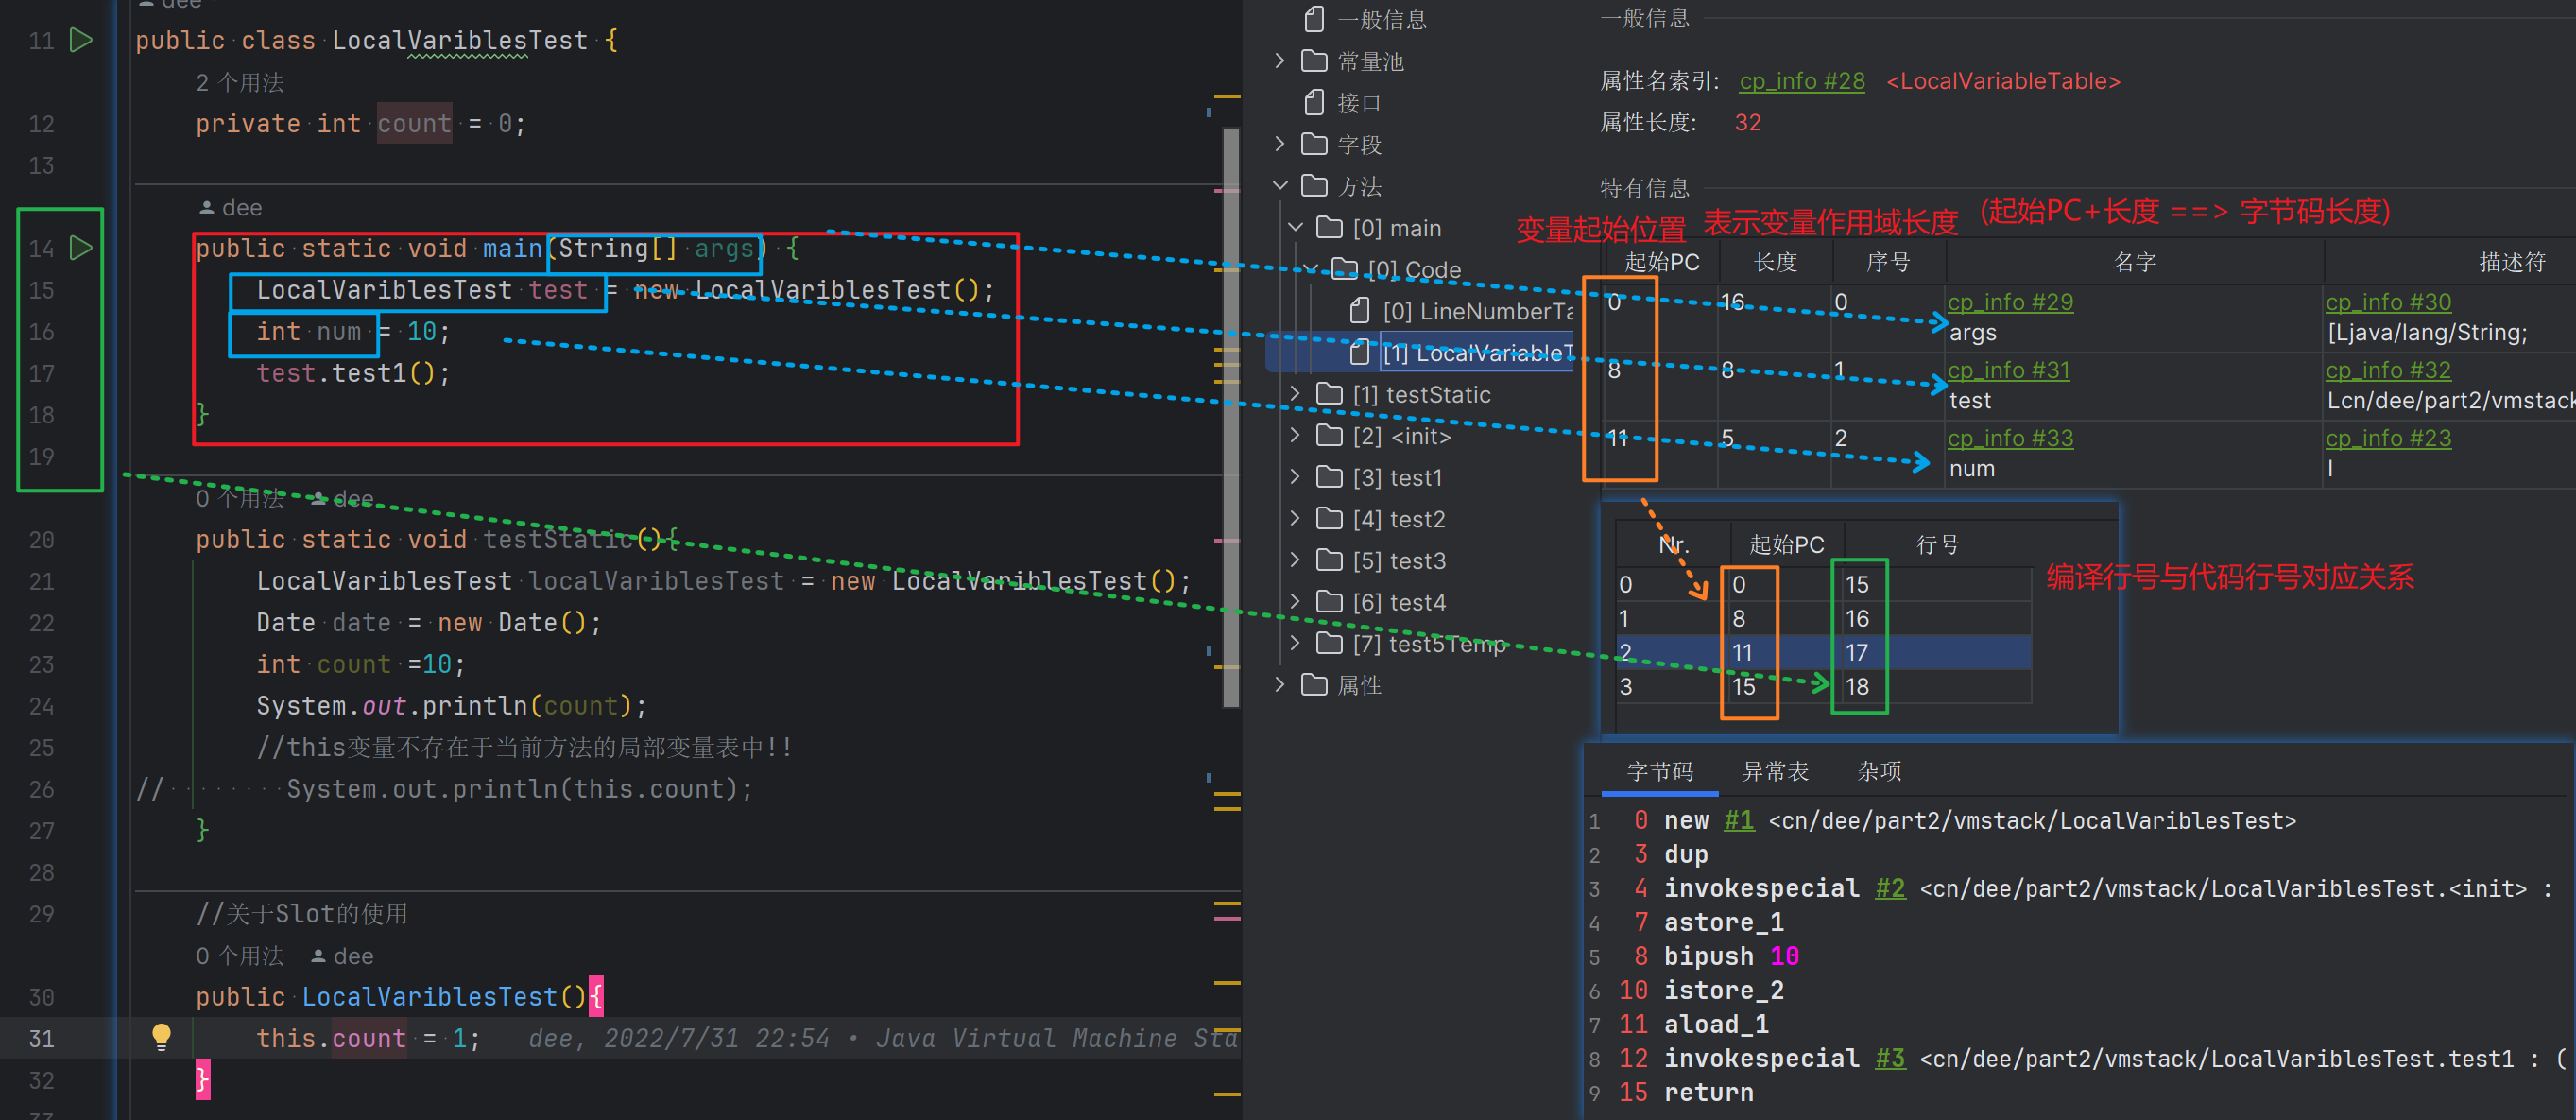 dee
11 public class LocalVariblesTest {
2 个用法
12 private int count = 0;
13
dee
14 public static void main(String[] args) {
15 LocalVariblesTest test = new LocalVariblesTest();
16 int num = 10;
17 test.test1();
18 }
19
0 个用法 dee
20 public static void testStatic(){
21 LocalVariblesTest localVariblesTest = new LocalVariblesTest();
22 Date date = new Date();
23 int count =10;
24 System.out.println(count);
25 //this变量不存在于当前方法的局部变量表中!!
26 // System.out.println(this.count);
27 }
28
29 //关于Slot的使用
0 个用法 dee
30 public LocalVariblesTest(){
31 this.count = 1; dee, 2022/7/31 22:54 • Java Virtual Machine Sta
32 }
33
一般信息
常量池
接口
字段
方法
[0] main
[0] Code
[0] LineNumberTa
[1] LocalVariableT
[1] testStatic
[2] <init>
[3] test1
[4] test2
[5] test3
[6] test4
[7] test5Temp
属性
一般信息
属性名索引: cp_info #28 <LocalVariableTable>
属性长度: 32
特有信息
变量起始位置 表示变量作用域长度 (起始PC+长度 ==> 字节码长度)
起始PC 长度 序号 名字 描述符
0 16 0 cp_info #29 cp_info #30
args [Ljava/lang/String;
8 8 1 cp_info #31 cp_info #32
test Lcn/dee/part2/vmstack
11 5 2 cp_info #33 cp_info #23
num I
Nr. 起始PC 行号
0 0 15
1 8 16
2 11 17
3 15 18
编译行号与代码行号对应关系
字节码 异常表 杂项
1 0 new #1 <cn/dee/part2/vmstack/LocalVariblesTest>
2 3 dup
3 4 invokespecial #2 <cn/dee/part2/vmstack/LocalVariblesTest.<init> :
4 7 astore_1
5 8 bipush 10
6 10 istore_2
7 11 aload_1
8 12 invokespecial #3 <cn/dee/part2/vmstack/LocalVariblesTest.test1 : (
9 15 return